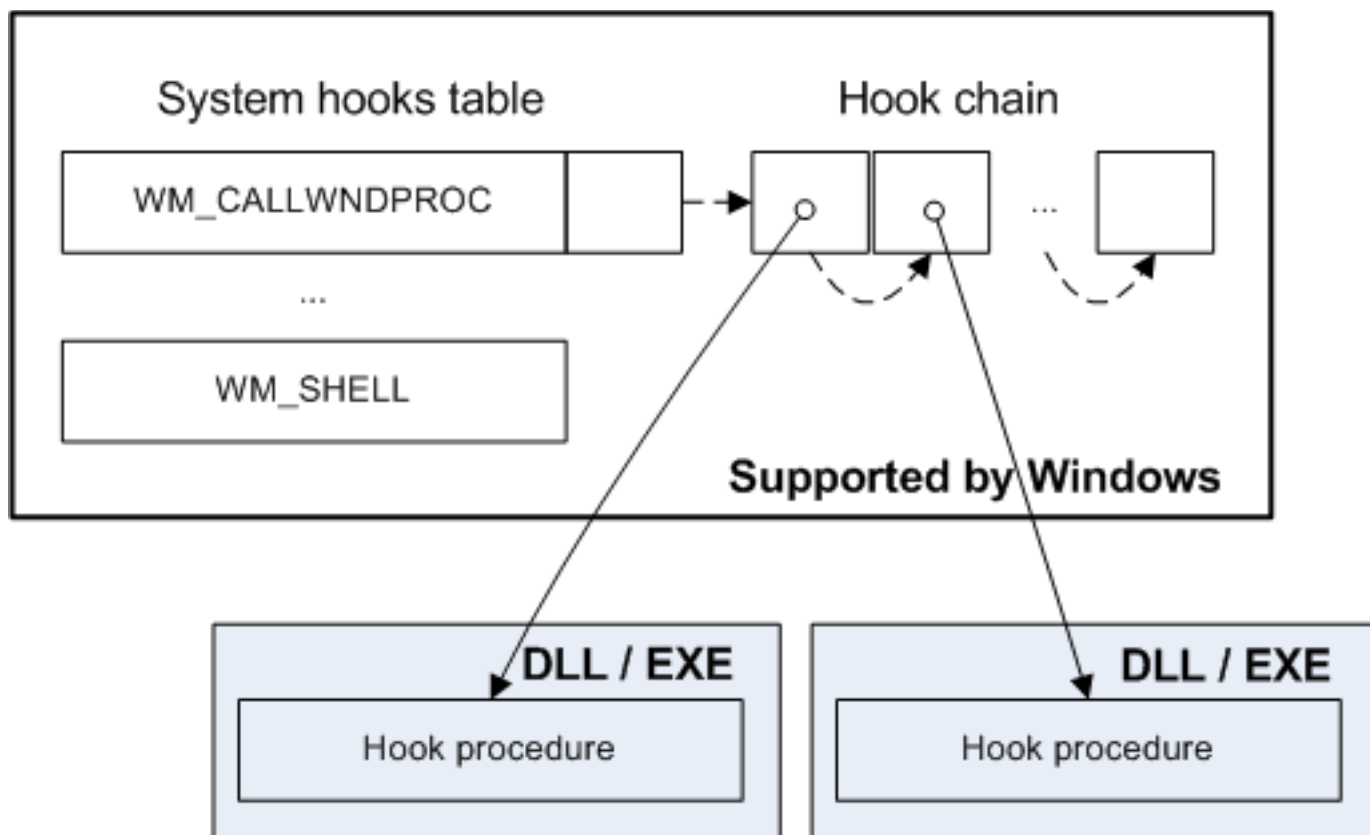 System hooks table
Hook chain
WM_CALLWNDPROC
...
...
WM_SHELL
Supported by Windows
DLL / EXE
DLL / EXE
Hook procedure
Hook procedure